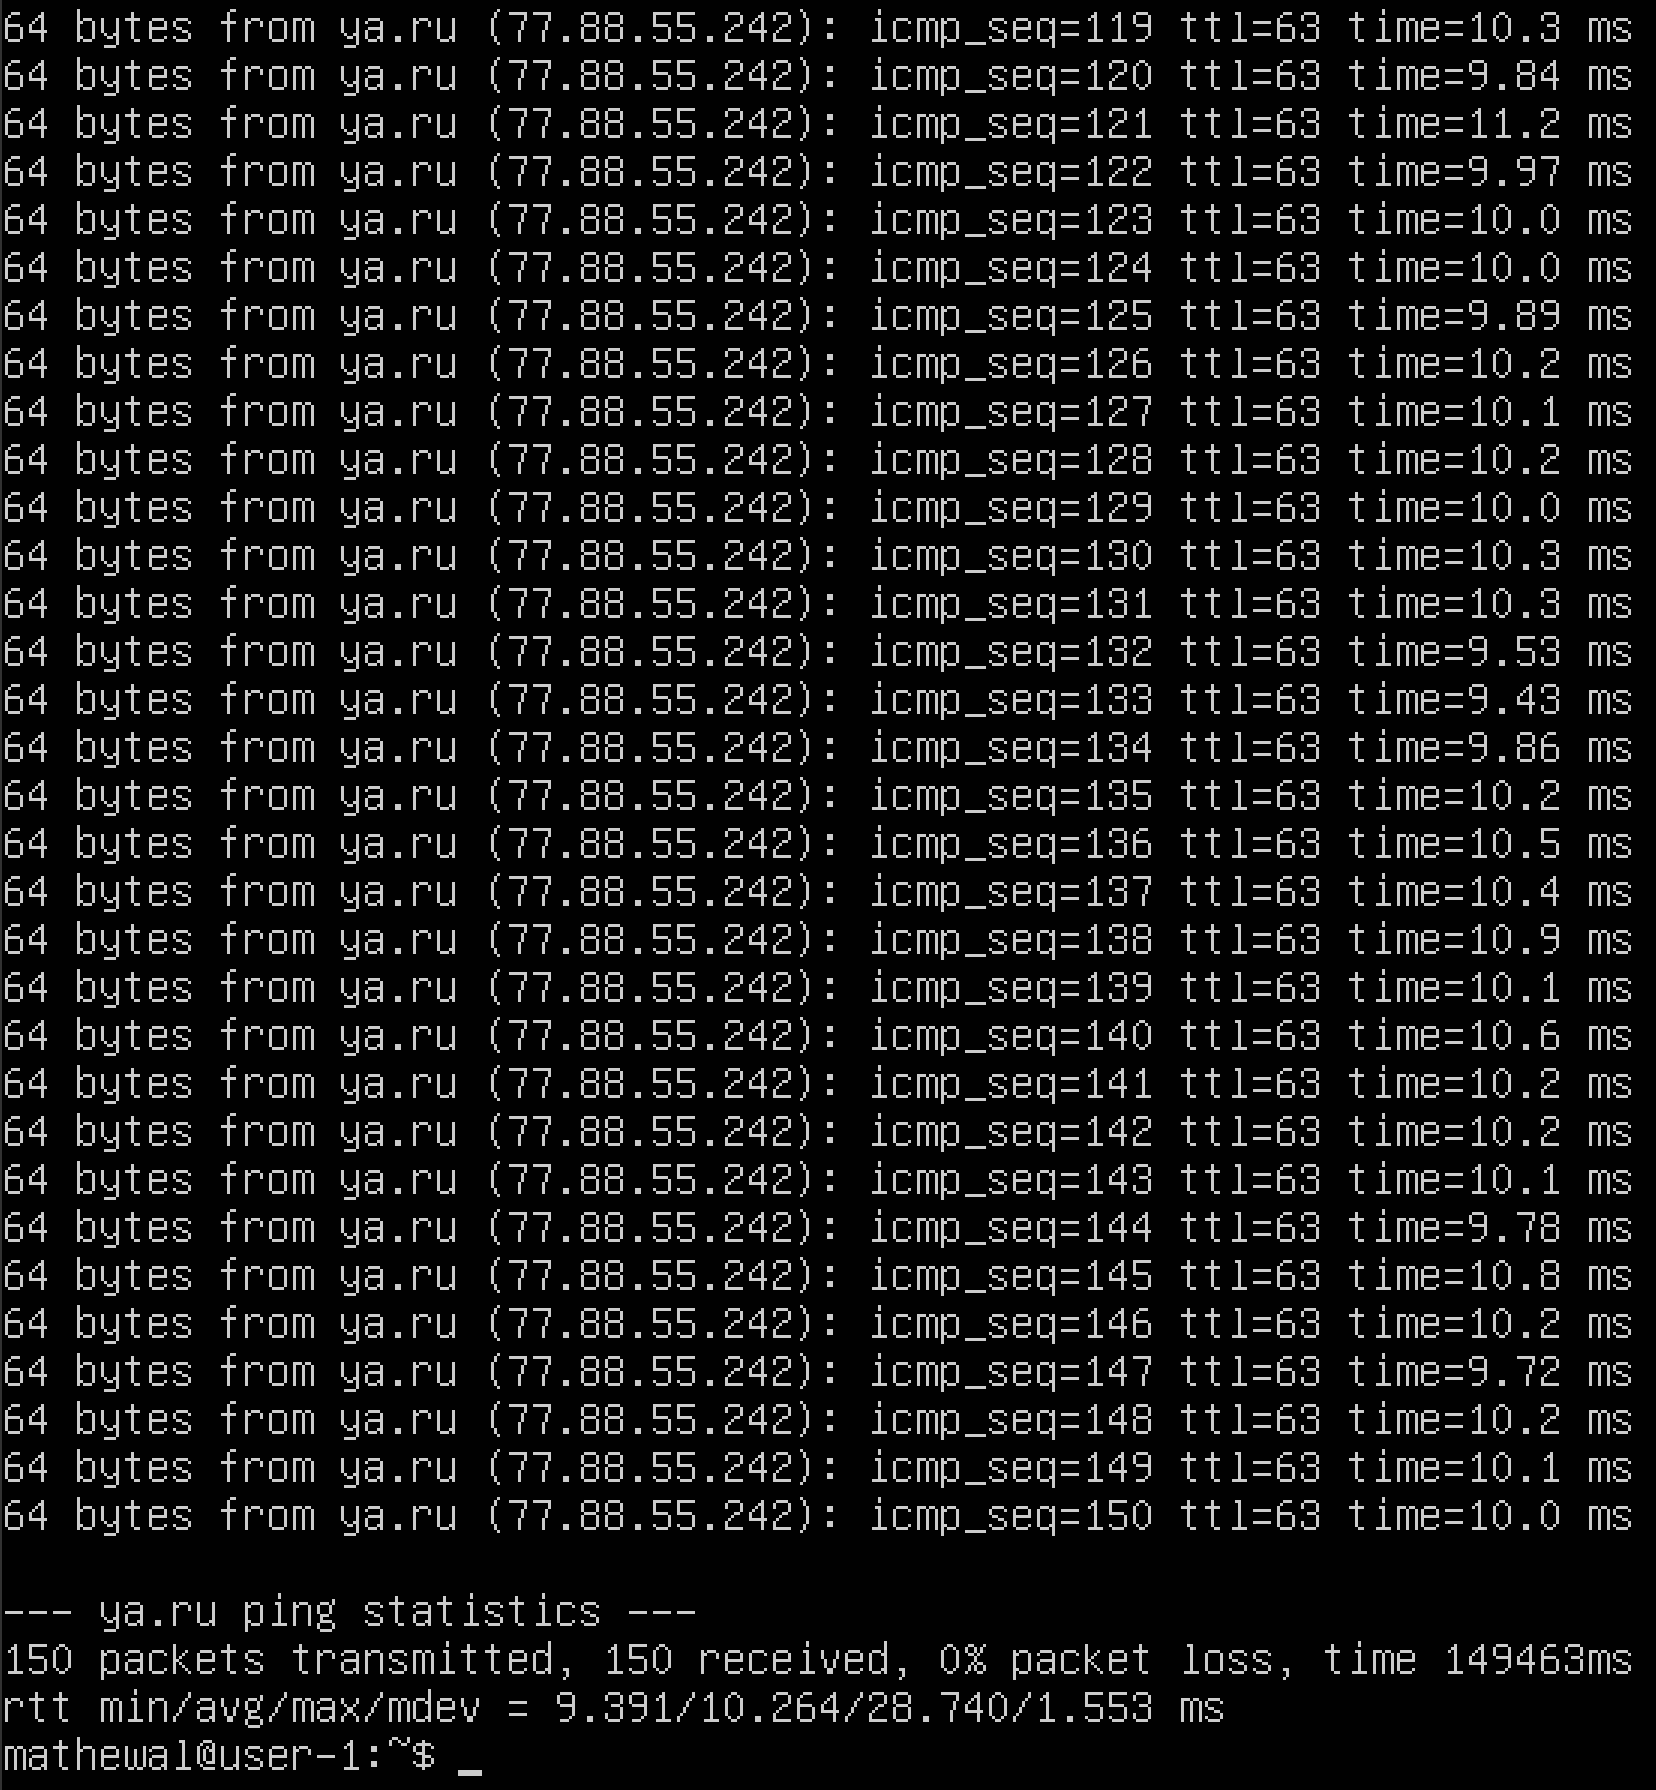 64 bytes from ya.ru (77.88.55.242): icmp_seq=119 ttl=63 time=10.3 ms
64 bytes from ya.ru (77.88.55.242): icmp_seq=120 ttl=63 time=9.84 ms
64 bytes from ya.ru (77.88.55.242): icmp_seq=121 ttl=63 time=11.2 ms
64 bytes from ya.ru (77.88.55.242): icmp_seq=122 ttl=63 time=9.97 ms
64 bytes from ya.ru (77.88.55.242): icmp_seq=123 ttl=63 time=10.0 ms
64 bytes from ya.ru (77.88.55.242): icmp_seq=124 ttl=63 time=10.0 ms
64 bytes from ya.ru (77.88.55.242): icmp_seq=125 ttl=63 time=9.89 ms
64 bytes from ya.ru (77.88.55.242): icmp_seq=126 ttl=63 time=10.2 ms
64 bytes from ya.ru (77.88.55.242): icmp_seq=127 ttl=63 time=10.1 ms
64 bytes from ya.ru (77.88.55.242): icmp_seq=128 ttl=63 time=10.2 ms
64 bytes from ya.ru (77.88.55.242): icmp_seq=129 ttl=63 time=10.0 ms
64 bytes from ya.ru (77.88.55.242): icmp_seq=130 ttl=63 time=10.3 ms
64 bytes from ya.ru (77.88.55.242): icmp_seq=131 ttl=63 time=10.3 ms
64 bytes from ya.ru (77.88.55.242): icmp_seq=132 ttl=63 time=9.53 ms
64 bytes from ya.ru (77.88.55.242): icmp_seq=133 ttl=63 time=9.43 ms
64 bytes from ya.ru (77.88.55.242): icmp_seq=134 ttl=63 time=9.86 ms
64 bytes from ya.ru (77.88.55.242): icmp_seq=135 ttl=63 time=10.2 ms
64 bytes from ya.ru (77.88.55.242): icmp_seq=136 ttl=63 time=10.5 ms
64 bytes from ya.ru (77.88.55.242): icmp_seq=137 ttl=63 time=10.4 ms
64 bytes from ya.ru (77.88.55.242): icmp_seq=138 ttl=63 time=10.9 ms
64 bytes from ya.ru (77.88.55.242): icmp_seq=139 ttl=63 time=10.1 ms
64 bytes from ya.ru (77.88.55.242): icmp_seq=140 ttl=63 time=10.6 ms
64 bytes from ya.ru (77.88.55.242): icmp_seq=141 ttl=63 time=10.2 ms
64 bytes from ya.ru (77.88.55.242): icmp_seq=142 ttl=63 time=10.2 ms
64 bytes from ya.ru (77.88.55.242): icmp_seq=143 ttl=63 time=10.1 ms
64 bytes from ya.ru (77.88.55.242): icmp_seq=144 ttl=63 time=9.78 ms
64 bytes from ya.ru (77.88.55.242): icmp_seq=145 ttl=63 time=10.8 ms
64 bytes from ya.ru (77.88.55.242): icmp_seq=146 ttl=63 time=10.2 ms
64 bytes from ya.ru (77.88.55.242): icmp_seq=147 ttl=63 time=9.72 ms
64 bytes from ya.ru (77.88.55.242): icmp_seq=148 ttl=63 time=10.2 ms
64 bytes from ya.ru (77.88.55.242): icmp_seq=149 ttl=63 time=10.1 ms
64 bytes from ya.ru (77.88.55.242): icmp_seq=150 ttl=63 time=10.0 ms

--- ya.ru ping statistics ---
150 packets transmitted, 150 received, 0% packet loss, time 149463ms
rtt min/avg/max/mdev = 9.391/10.264/28.740/1.553 ms
mathewal@user-1:~$ _